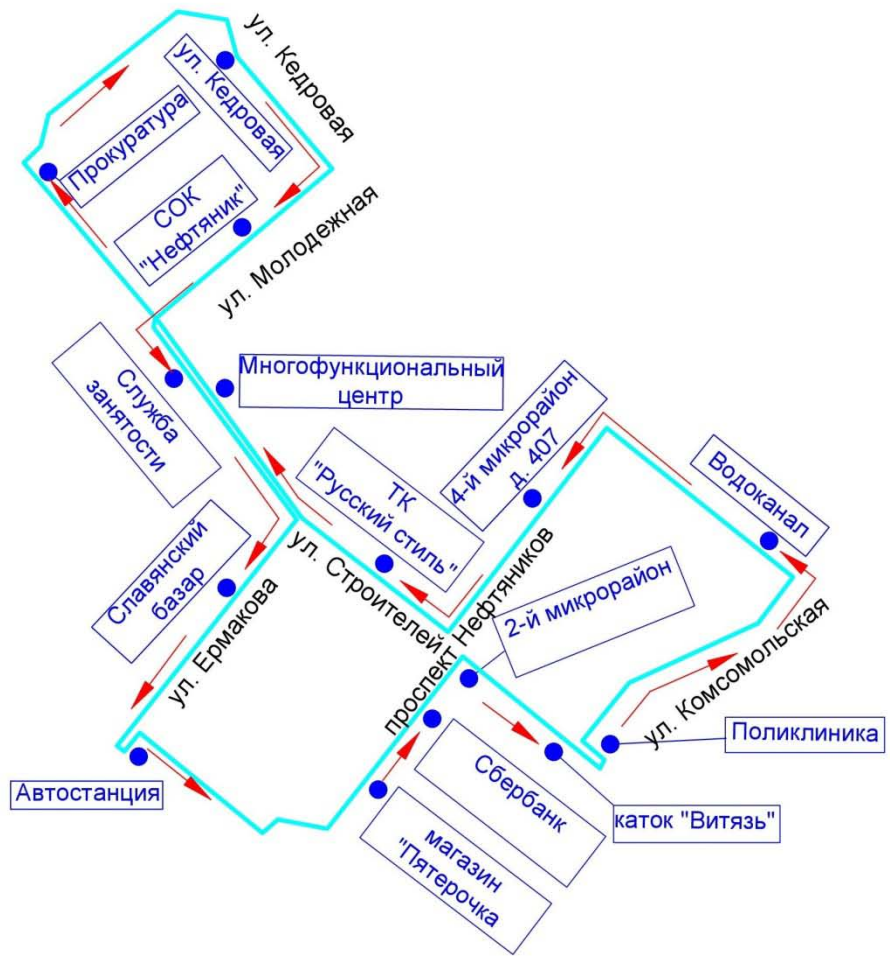 ул. Кедровая
ул. Кедровая
Прокуратура
СОК
"Нефтяник"
ул. Молодежная
Служба
занятости
Многофункциональный
центр
4-й микрорайон
д. 407
ТК
"Русский стиль"
Водоканал
Славянский
базар
ул. Строителей
проспект Нефтяников
2-й микрорайон
ул. Ермакова
ул. Комсомольская
Поликлиника
Автостанция
Сбербанк
каток "Витязь"
магазин
"Пятерочка